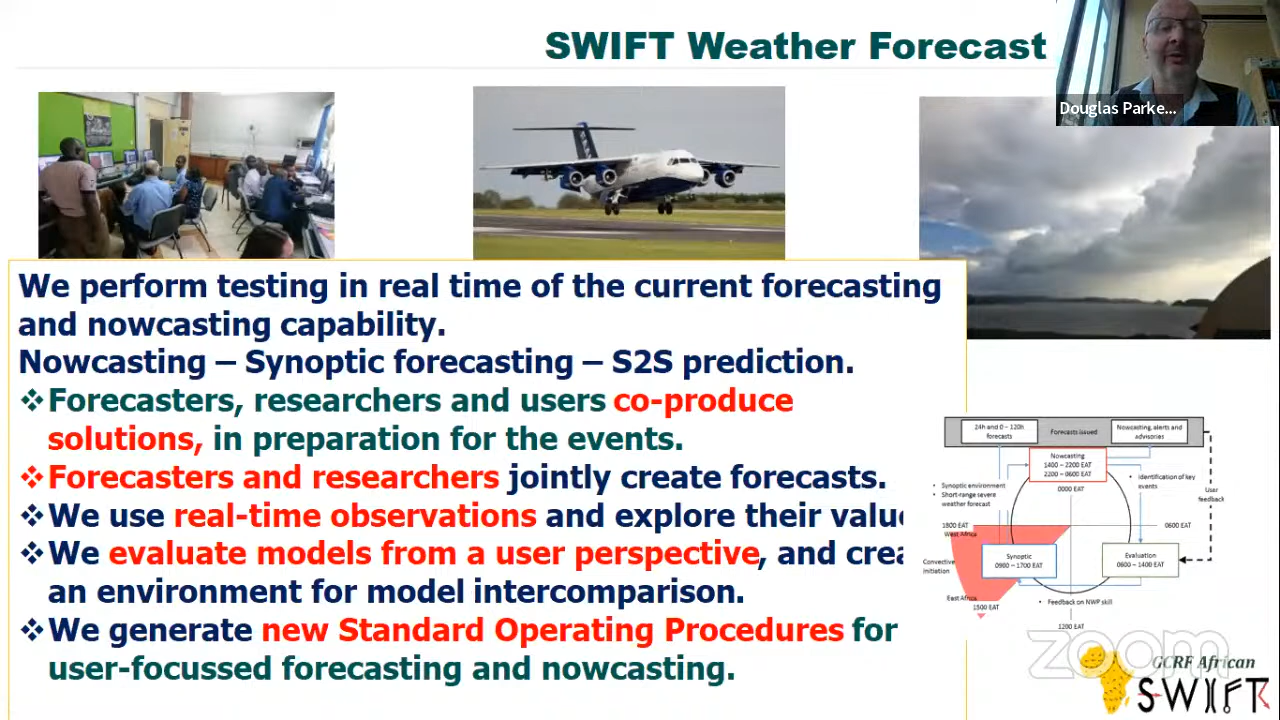 SWIFT Weather Forecast
Douglas Parke...
We perform testing in real time of the current forecasting
and nowcasting capability.
Nowcasting – Synoptic forecasting – S2S prediction.
❖Forecasters, researchers and users co-produce
solutions, in preparation for the events.
❖Forecasters and researchers jointly create forecasts.
❖We use real-time observations and explore their value
❖We evaluate models from a user perspective, and crea
an environment for model intercomparison.
❖We generate new Standard Operating Procedures for
user-focussed forecasting and nowcasting.
24h and 0 – 120h
forecasts
Forecasts issued
Nowcasting, alerts and
advisories
Nowcasting
1400 – 2200 EAT
2200 – 0600 EAT
0000 EAT
• Synoptic environment
• Short-range severe
weather forecast
• Identification of key
events
User
feedback
1800 EAT
West Africa
0600 EAT
Convective
Initiation
Synoptic
0900 – 1700 EAT
Evaluation
0800 – 1400 EAT
East Africa
1500 EAT
• Feedback on NWP skill
1200 EAT
zoom
GCRF African
SWIFT